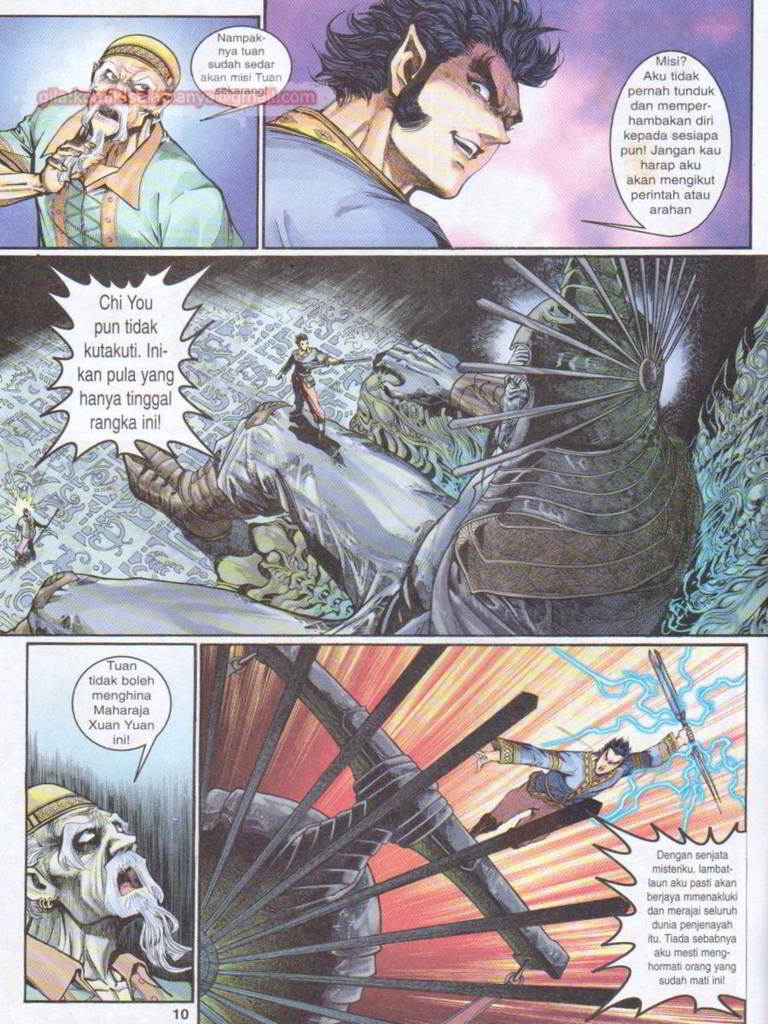 Nampak-
nya tuan
sudah sedar
akan misi Tuan
sekarang!
Misi?
Aku tidak
pernah tunduk
dan memper-
hambakan diri
kepada sesiapa
pun! Jangan kau
harap aku
akan mengikut
perintah atau
arahan
Chi You
pun tidak
kutakuti. Ini-
kan pula yang
hanya tinggal
rangka ini!
Tuan
tidak boleh
menghina
Maharaja
Xuan Yuan
ini!
Dengan senjata
misteriku, lambat-
laun aku pasti akan
berjaya mmenakluki
dan merajai seluruh
dunia penjenayah
itu. Tiada sebabnya
aku mesti meng-
hormati orang yang
sudah mati ini!
10